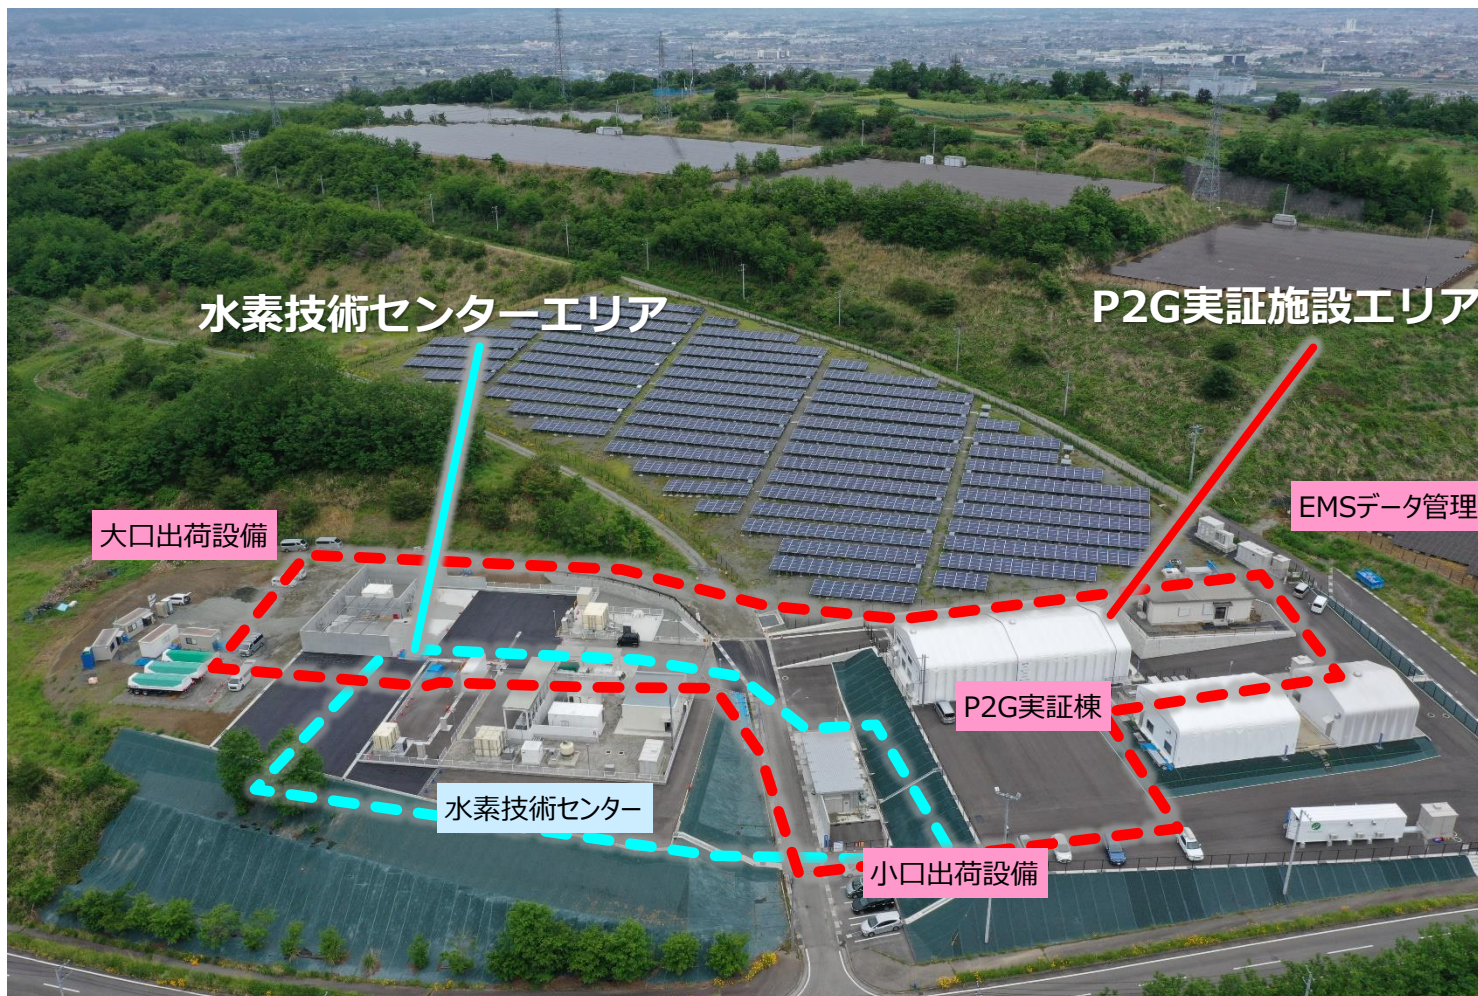 水素技術センターエリア
P2G実証施設エリア
EMSデータ管理
大口出荷設備
P2G実証棟
水素技術センター
小口出荷設備